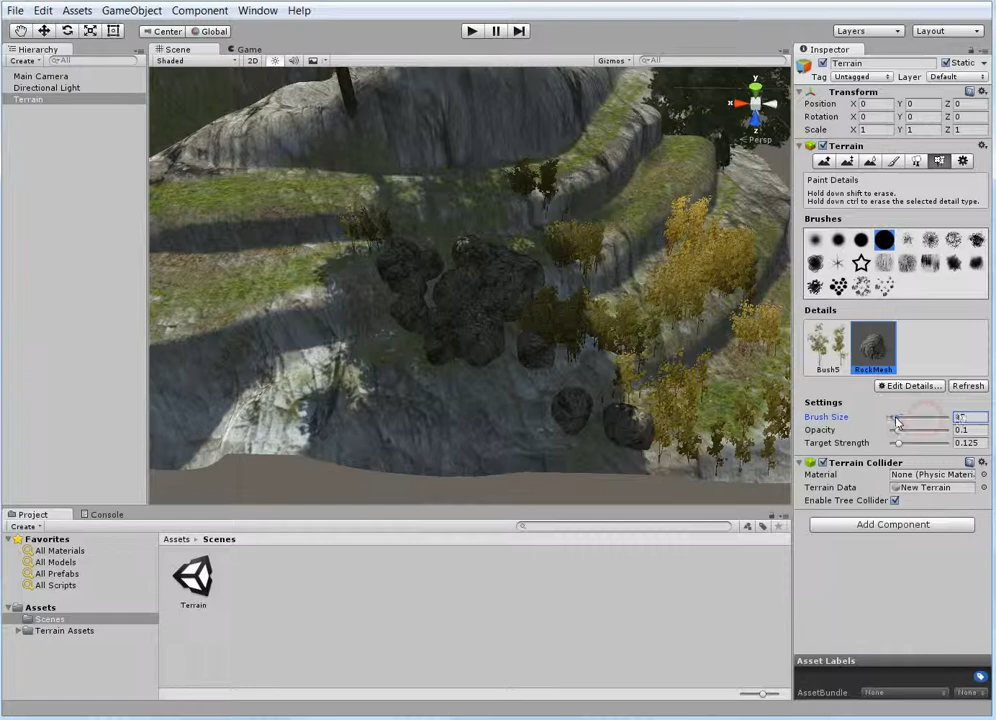 File Edit Assets GameObject Component Window Help
Center Global Layers Layout
Hierarchy Scene Game Inspector
Create All Shaded 2D Gizmos All Terrain Static
Main Camera Tag Untagged Layer Default
Directional Light Transform
Terrain Position X 0 Y 0 Z 0
Rotation X 0 Y 0 Z 0
Scale X 1 Y 1 Z 1
y
x
z
Persp
Terrain
Paint Details
Hold down shift to erase.
Hold down ctrl to erase the selected detail type.
Brushes
Details
Bush5 RockMesh
Edit Details... Refresh
Settings
Brush Size
Opacity 0.1
Target Strength 0.125
Terrain Collider
Material None (Physic Materi
Terrain Data New Terrain
Enable Tree Collider
Add Component
Project Console
Create
Favorites Assets Scenes
All Materials
All Models
All Prefabs
All Scripts
Terrain
Assets
Scenes
Terrain Assets
Asset Labels
AssetBundle None None